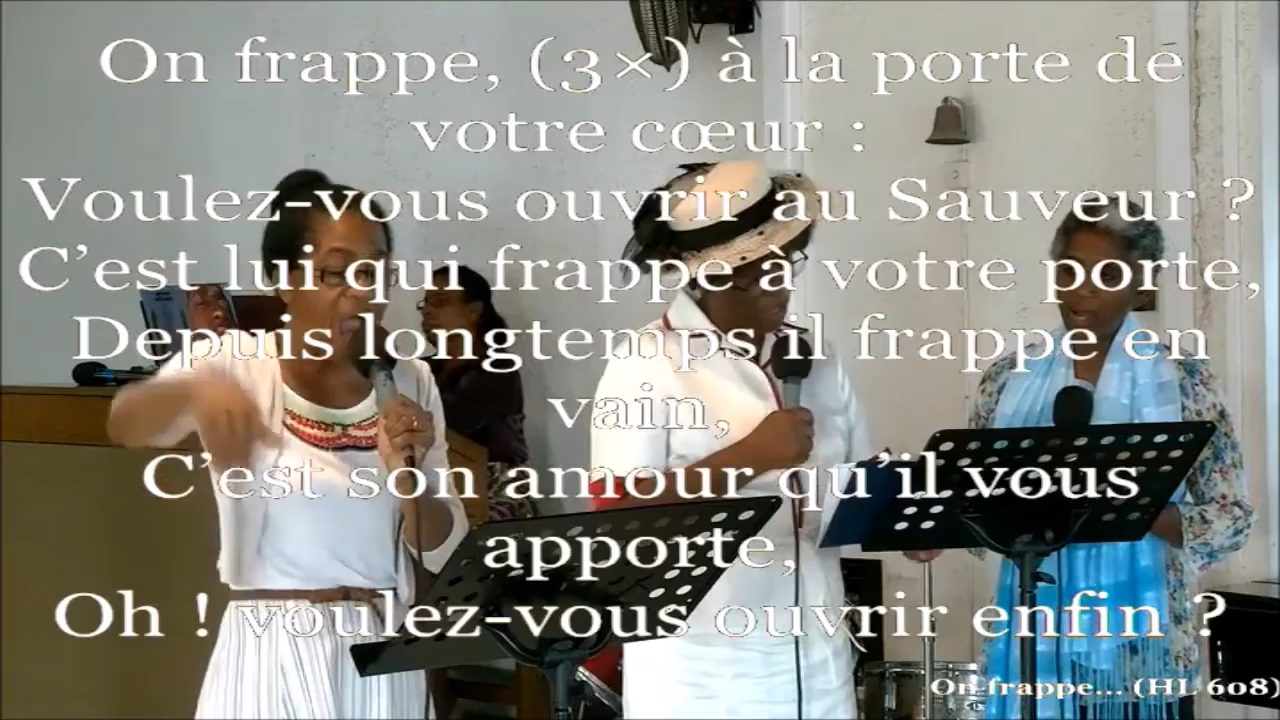 On frappe, (3×) à la porte de
votre cœur :
Voulez-vous ouvrir au Sauveur ?
C’est lui qui frappe à votre porte,
Depuis longtemps il frappe en
vain,
C’est son amour qu’il vous
apporte,
Oh ! voulez-vous ouvrir enfin ?
On frappe... (HL 608)